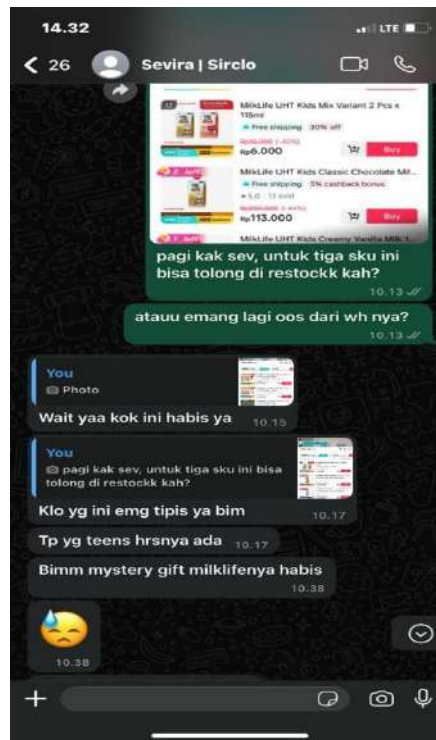 14.32
LTE
26
Sevira | Sirclo
MilkLife UHT Kids Mix Variant 2 Pcs x
115ml
Free shipping 30% off
Rp6.000
Buy
MilkLife UHT Kids Classic Chocolate Mil...
Free shipping 5% cashback bonus
5.0
Rp113.000
Buy
MilkLife UHT Kids Creamy Vanilla Milk 1...
pagi kak sev, untuk tiga sku ini
bisa tolong di restockk kah?
10.13
atauu emang lagi oos dari wh nya?
10.13
You
Photo
Wait yaa kok ini habis ya
10.15
You
pagi kak sev, untuk tiga sku ini bisa
tolong di restockk kah?
Klo yg ini emg tipis ya bim
10.17
Tp yg teens hrsnya ada
10.17
Bimm mystery gift milklifenya habis
10.38
10.38